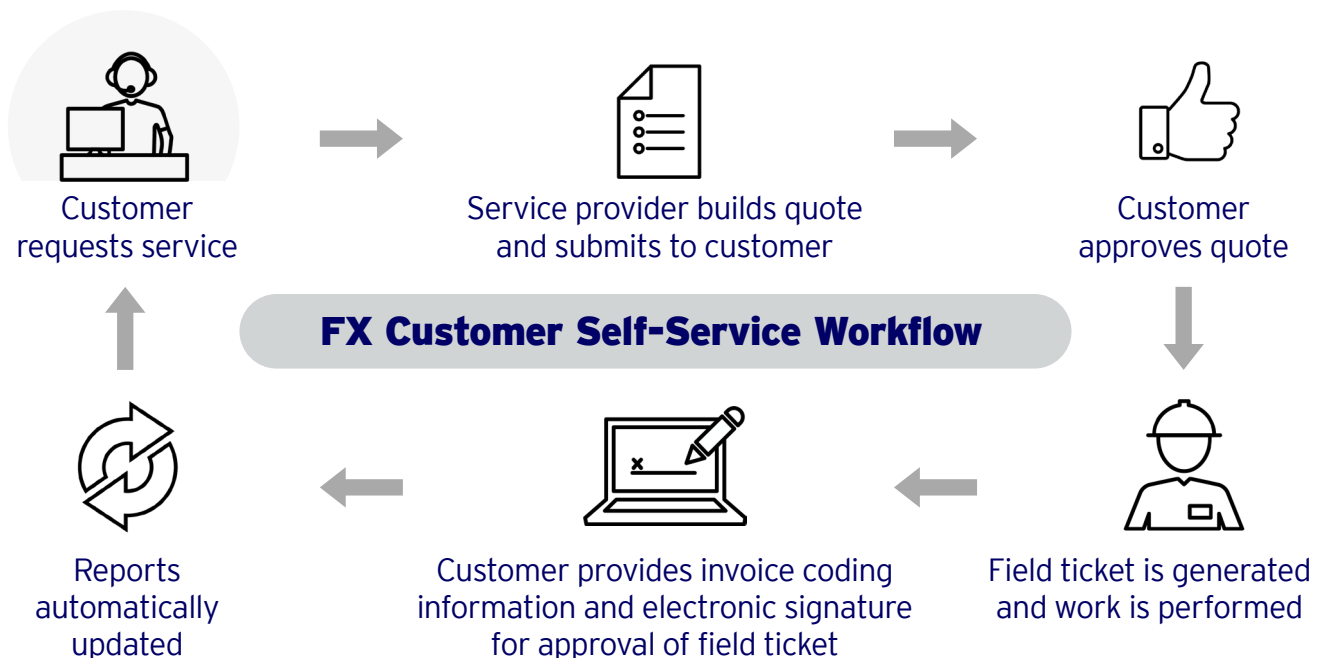 Customer
requests service
Service provider builds quote
and submits to customer
Customer
approves quote
FX Customer Self-Service Workflow
Reports
automatically
updated
x
Customer provides invoice coding
information and electronic signature
for approval of field ticket
Field ticket is generated
and work is performed